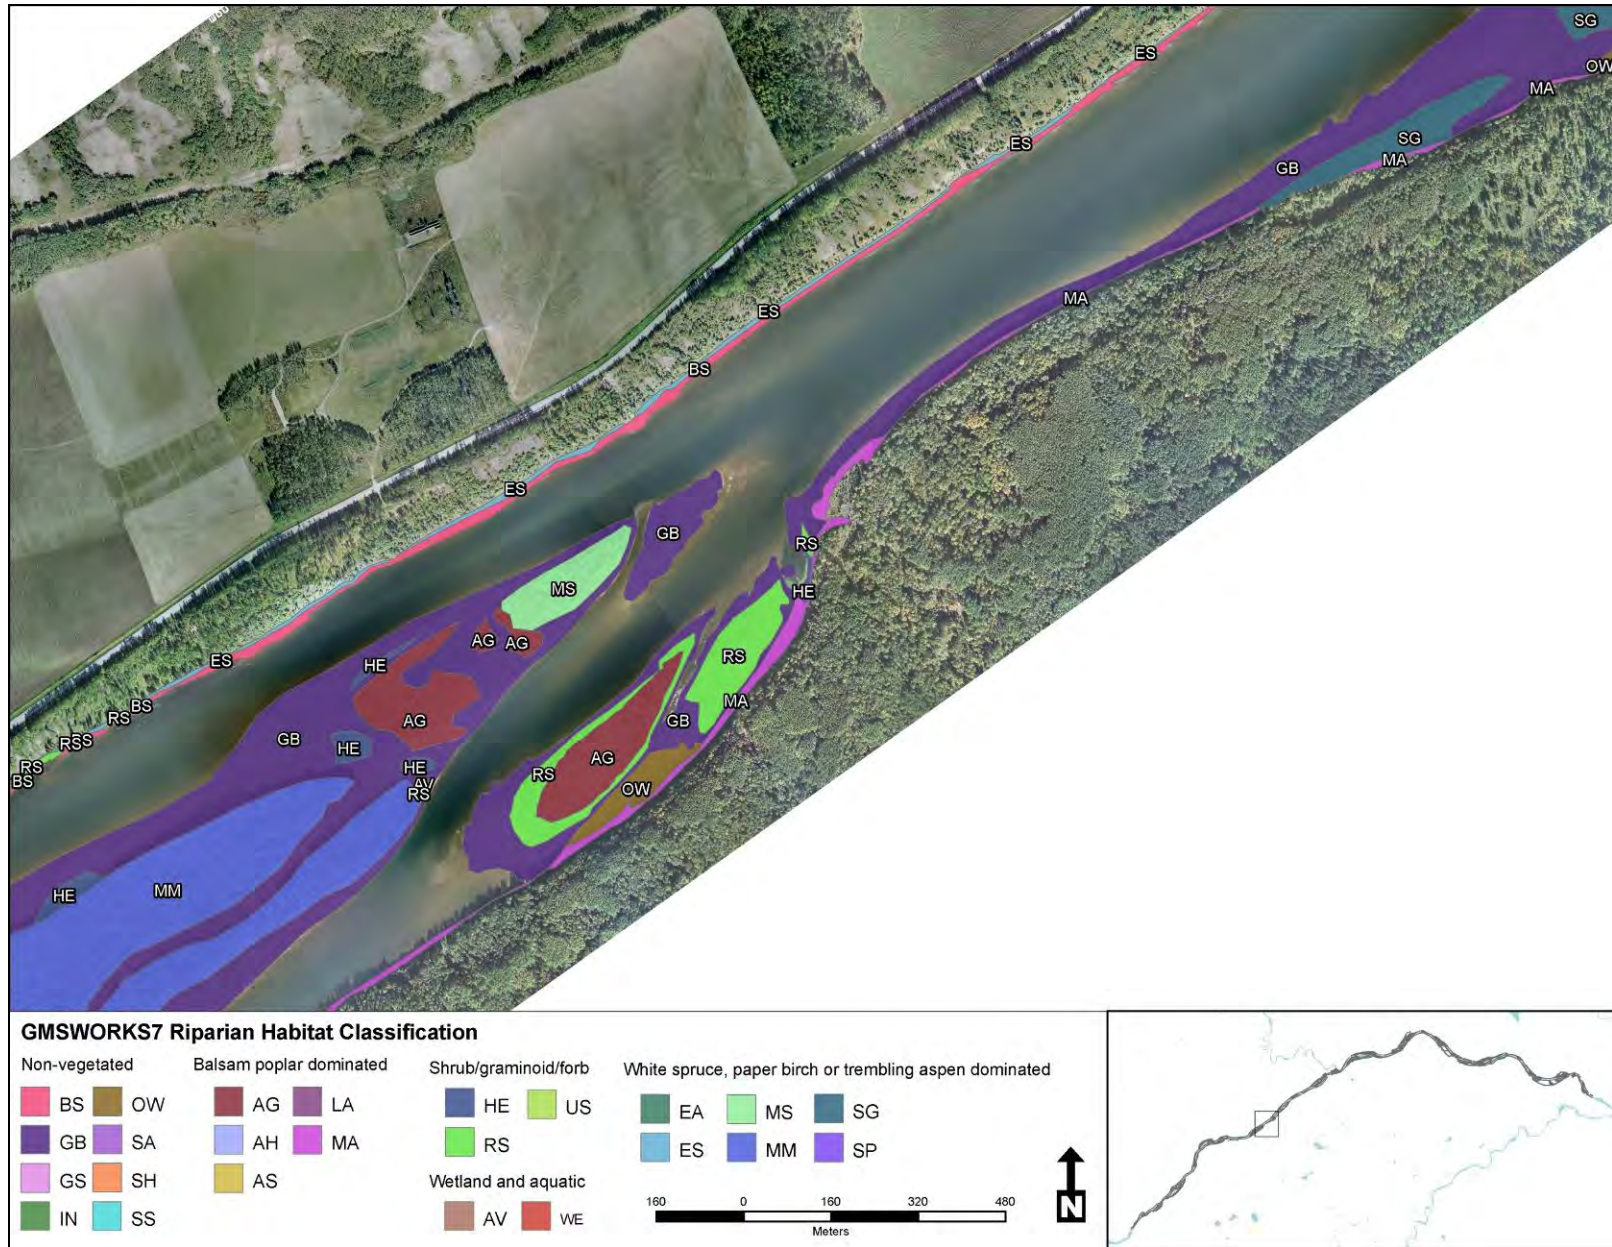 SG
ES
OW
MA
ES
SG
MA
GB
MA
ES
BS
ES
GB
RS
MS
HE
AG
AG
HE
ES
RS
MA
BS
RS
AG
GB
GB
HE
AG
HE
RS
RS
RS
BS
AV
RS
OW
HE
MM
GMSWORKS7 Riparian Habitat Classification
Non-vegetated
BS OW
GB SA
GS SH
IN SS
Balsam poplar dominated
AG LA
AH MA
AS
Shrub/graminoid/forb
HE US
RS
Wetland and aquatic
AV WE
White spruce, paper birch or trembling aspen dominated
EA MS SG
ES MM SP
160 0 160 320 480
Meters
N